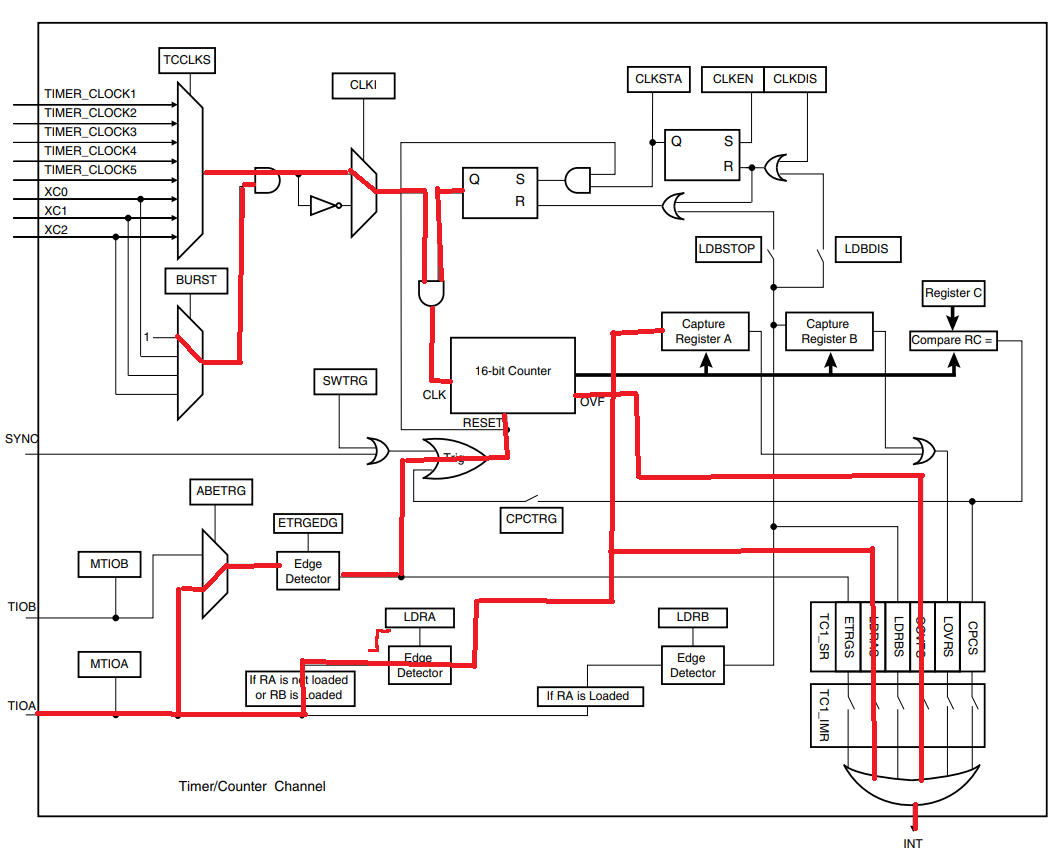 TCCLKS
CLKI
CLKSTA
CLKEN
CLKDIS
TIMER_CLOCK1
TIMER_CLOCK2
TIMER_CLOCK3
TIMER_CLOCK4
TIMER_CLOCK5
XC0
XC1
XC2
Q
S
R
Q
S
R
LDBSTOP
LDBDIS
BURST
1
Register C
Capture
Register A
Capture
Register B
Compare RC =
16-bit Counter
SWTRG
CLK
OVF
RESET
SYNC
Trig
ABETRG
ETRGEDG
CPCTRG
MTIOB
Edge
Detector
TIOB
LDRA
LDRB
MTIOA
Edge
Detector
Edge
Detector
If RA is not loaded
or RB is Loaded
If RA is Loaded
TIOA
TC1_SR
ETRGS
LDRAS
LDRBS
COVFS
LOVRS
CPCS
TC1_IMR
Timer/Counter Channel
INT